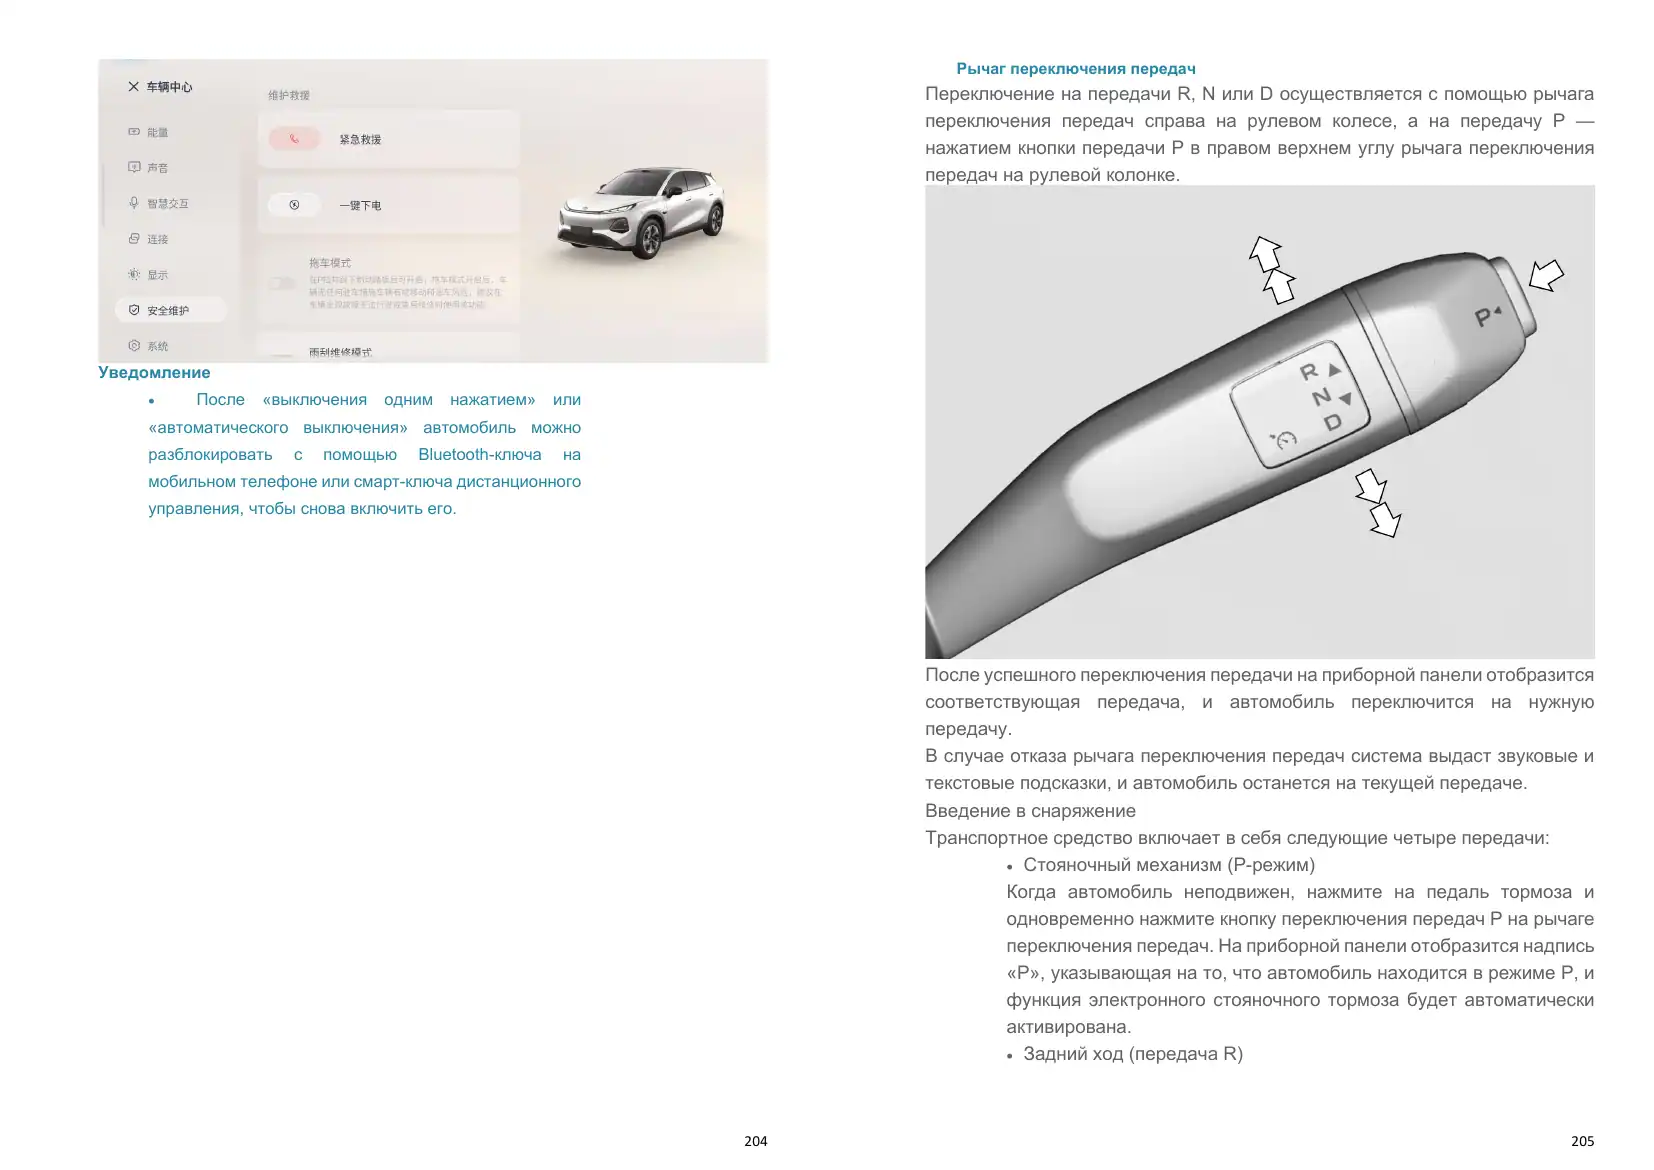 车辆中心
能量
声音
智慧交互
连接
显示
安全维护
系统
维护救援
紧急救援
一键下电
拖车模式
雨刮维修模式
Уведомление
• После «выключения одним нажатием» или
«автоматического выключения» автомобиль можно
разблокировать с помощью Bluetooth-ключа на
мобильном телефоне или смарт-ключа дистанционного
управления, чтобы снова включить его.
204
Рычаг переключения передач
Переключение на передачи R, N или D осуществляется с помощью рычага
переключения передач справа на рулевом колесе, а на передачу P —
нажатием кнопки передачи P в правом верхнем углу рычага переключения
передач на рулевой колонке.
P
R
N
D
После успешного переключения передачи на приборной панели отобразится
соответствующая передача, и автомобиль переключится на нужную
передачу.
В случае отказа рычага переключения передач система выдаст звуковые и
текстовые подсказки, и автомобиль останется на текущей передаче.
Введение в снаряжение
Транспортное средство включает в себя следующие четыре передачи:
• Стояночный механизм (P-режим)
Когда автомобиль неподвижен, нажмите на педаль тормоза и
одновременно нажмите кнопку переключения передач P на рычаге
переключения передач. На приборной панели отобразится надпись
«P», указывающая на то, что автомобиль находится в режиме P, и
функция электронного стояночного тормоза будет автоматически
активирована.
• Задний ход (передача R)
205